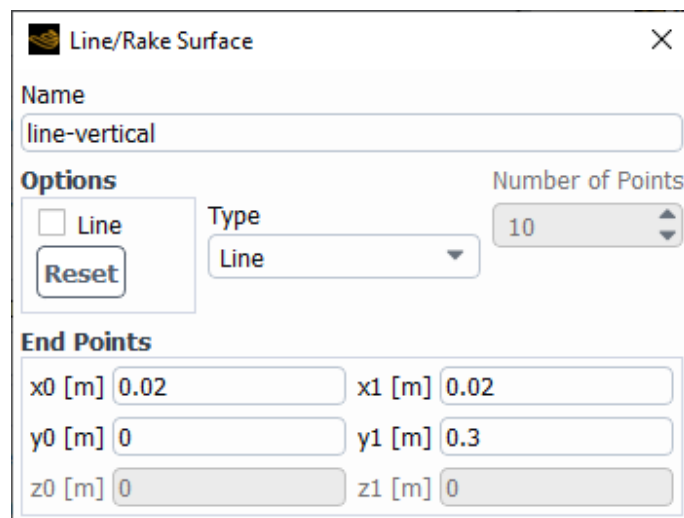 Line/Rake Surface
Name
line-vertical
Options
Number of Points
Line
Type
10
Line
Reset
End Points
x0 [m] 0.02 x1 [m] 0.02
y0 [m] 0 y1 [m] 0.3
z0 [m] 0 z1 [m] 0